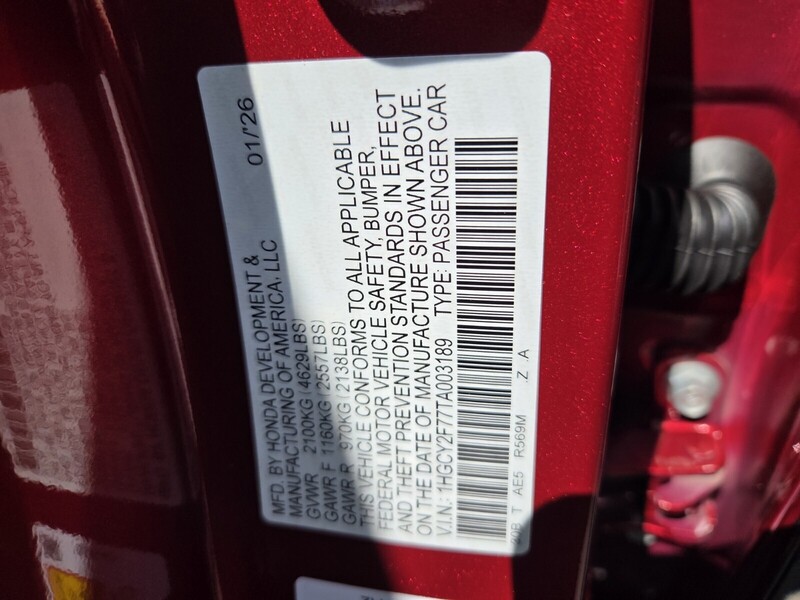 MFD. BY HONDA DEVELOPMENT &
MANUFACTURING OF AMERICA, LLC 01/'26
GVWR 2100KG (4629LBS)
GAWR F 1160KG (2557LBS)
GAWR R 970KG (2138LBS)
THIS VEHICLE CONFORMS TO ALL APPLICABLE
FEDERAL MOTOR VEHICLE SAFETY, BUMPER,
AND THEFT PREVENTION STANDARDS IN EFFECT
ON THE DATE OF MANUFACTURE SHOWN ABOVE.
V.I.N.: 1HGCY2F77TA003189 TYPE: PASSENGER CAR
T AE5 R569M Z A